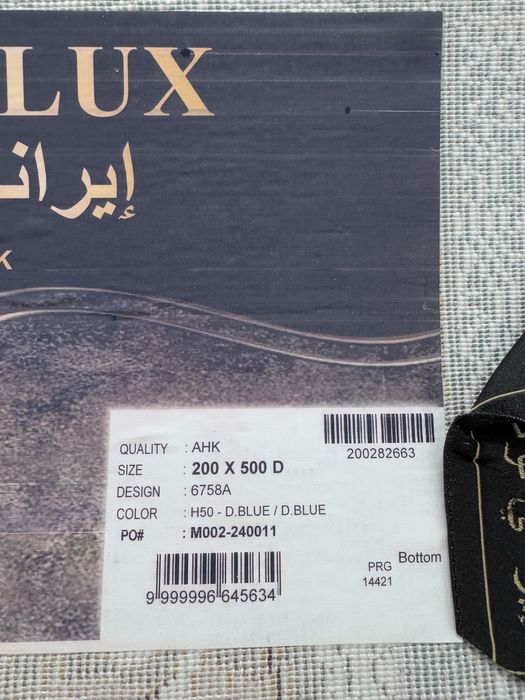 LUX
إيرانـ
K
200282663
QUALITY : AHK
SIZE : 200 X 500 D
DESIGN : 6758A
COLOR : H50 - D.BLUE / D.BLUE
PO# : M002-240011
Bottom
PRG
14421
9 999996 645634